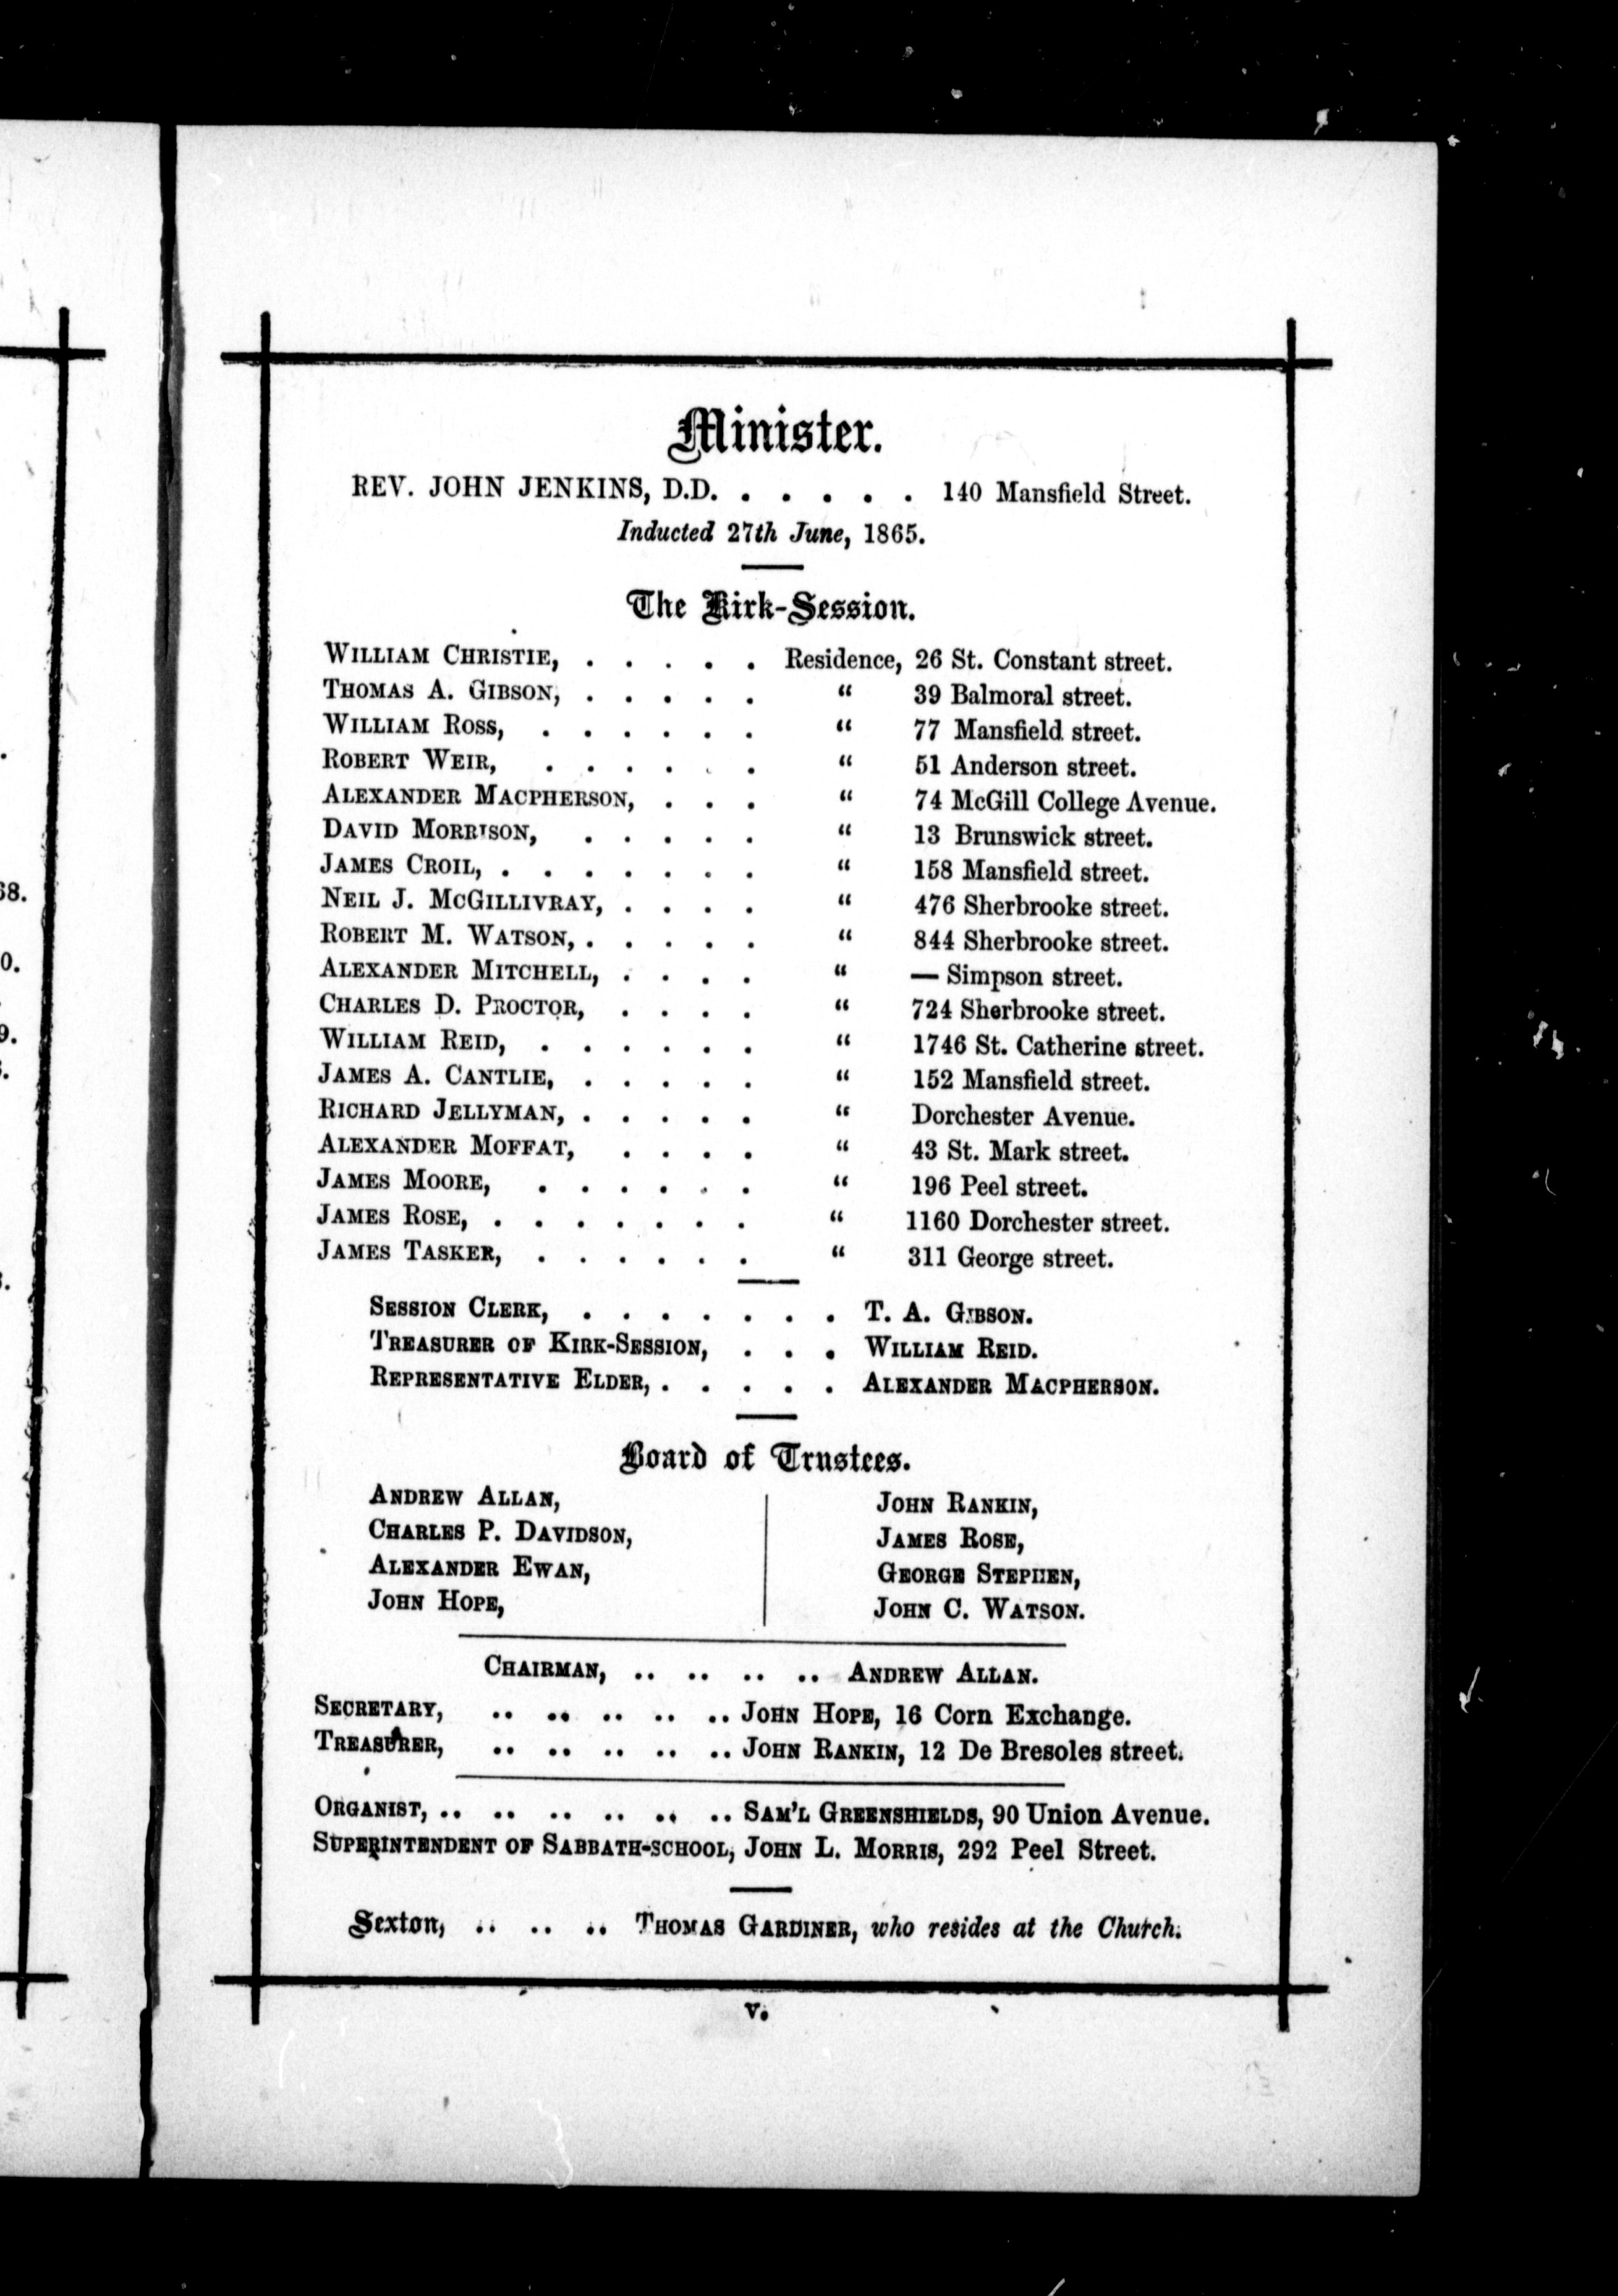 Minister.
REV. JOHN JENKINS, D.D. . . . . . 140 Mansfield Street.
Inducted 27th June, 1865.
The Kirk-Session.
WILLIAM CHRISTIE, . . . . . Residence, 26 St. Constant street.
THOMAS A. GIBSON, . . . . . “ 39 Balmoral street.
WILLIAM ROSS, . . . . . . “ 77 Mansfield street.
ROBERT WEIR, . . . . . . “ 51 Anderson street.
ALEXANDER MACPHERSON, . . . “ 74 McGill College Avenue.
DAVID MORRISON, . . . . . “ 13 Brunswick street.
JAMES CROIL, . . . . . . . “ 158 Mansfield street.
NEIL J. MCGILLIVRAY, . . . . “ 476 Sherbrooke street.
ROBERT M. WATSON, . . . . . “ 844 Sherbrooke street.
ALEXANDER MITCHELL, . . . . “ — Simpson street.
CHARLES D. PROCTOR, . . . . “ 724 Sherbrooke street.
WILLIAM REID, . . . . . . “ 1746 St. Catherine street.
JAMES A. CANTLIE, . . . . . “ 152 Mansfield street.
RICHARD JELLYMAN, . . . . . “ Dorchester Avenue.
ALEXANDER MOFFAT, . . . . “ 43 St. Mark street.
JAMES MOORE, . . . . . . “ 196 Peel street.
JAMES ROSE, . . . . . . . “ 1160 Dorchester street.
JAMES TASKER, . . . . . . “ 311 George street.
SESSION CLERK, . . . . . . . T. A. GIBSON.
TREASURER OF KIRK-SESSION, . . . WILLIAM REID.
REPRESENTATIVE ELDER, . . . . . ALEXANDER MACPHERSON.
Board of Trustees.
ANDREW ALLAN,
CHARLES P. DAVIDSON,
ALEXANDER EWAN,
JOHN HOPE,
JOHN RANKIN,
JAMES ROSE,
GEORGE STEPHEN,
JOHN C. WATSON.
CHAIRMAN, .. .. .. .. ANDREW ALLAN.
SECRETARY, .. .. .. .. .. JOHN HOPE, 16 Corn Exchange.
TREASURER, .. .. .. .. .. JOHN RANKIN, 12 De Bresoles street.
ORGANIST, .. .. .. .. .. .. SAM'L GREENSHIELDS, 90 Union Avenue.
SUPERINTENDENT OF SABBATH-SCHOOL, JOHN L. MORRIS, 292 Peel Street.
Sexton, .. .. .. THOMAS GARDINER, who resides at the Church.
v.